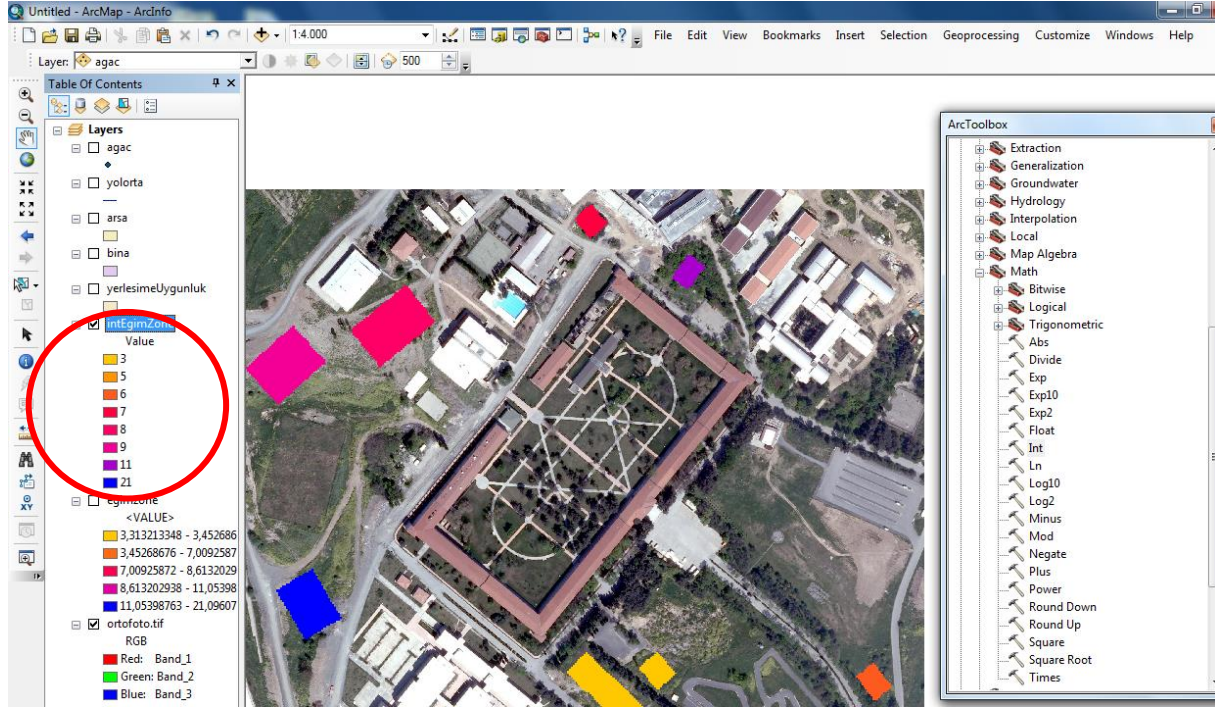 Untitled - ArcMap - ArcInfo
1:4.000 File Edit View Bookmarks Insert Selection Geoprocessing Customize Windows Help
Layer: agac 500
Table Of Contents
Layers
agac
yolorta
arsa
bina
yerlesimeUygunluk
intEgimZone
Value
3
5
6
7
8
9
11
21
egimzone
<VALUE>
3,313213348 - 3,452686
3,45268676 - 7,0092587
7,00925872 - 8,6132029
8,613202938 - 11,05398
11,05398763 - 21,09607
ortofoto.tif
RGB
Red: Band_1
Green: Band_2
Blue: Band_3
XY
ArcToolbox
Extraction
Generalization
Groundwater
Hydrology
Interpolation
Local
Map Algebra
Math
Bitwise
Logical
Trigonometric
Abs
Divide
Exp
Exp10
Exp2
Float
Int
Ln
Log10
Log2
Minus
Mod
Negate
Plus
Power
Round Down
Round Up
Square
Square Root
Times